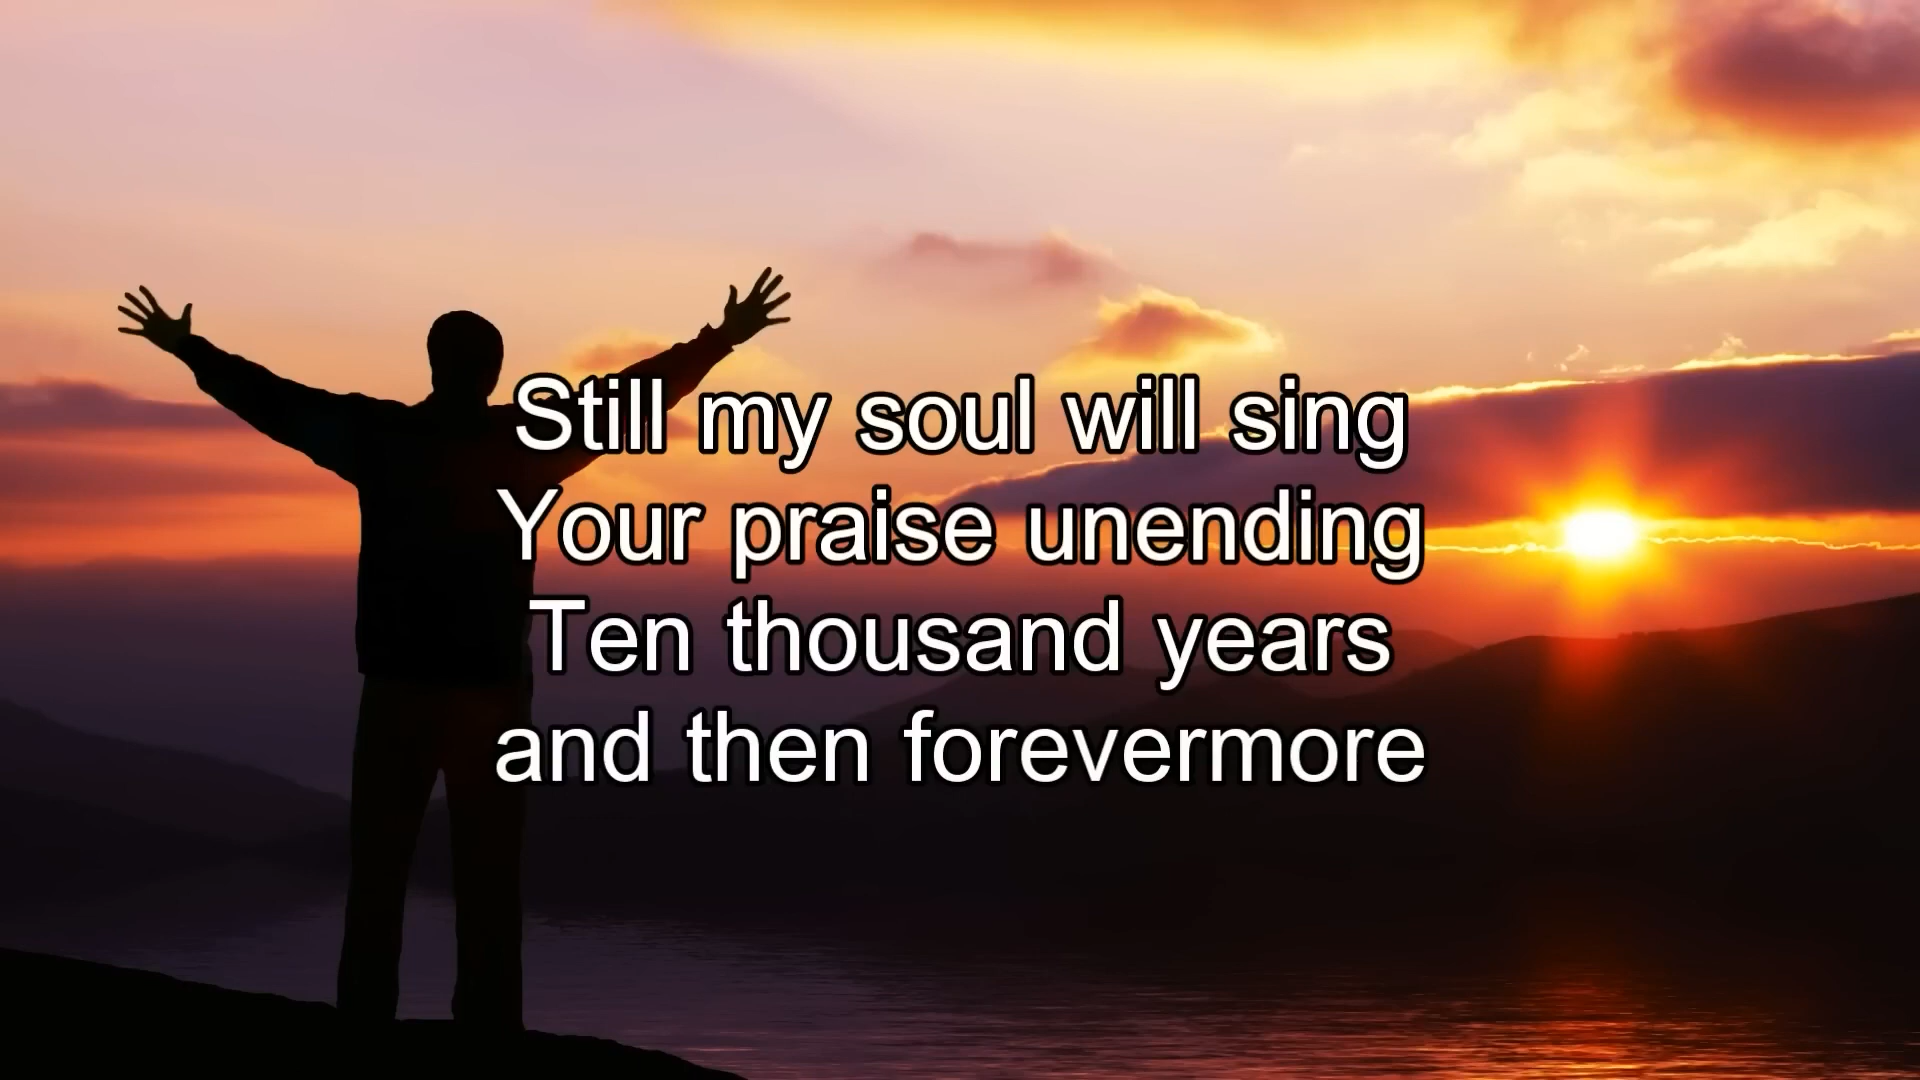 Still my soul will sing
Your praise unending
Ten thousand years
and then forevermore